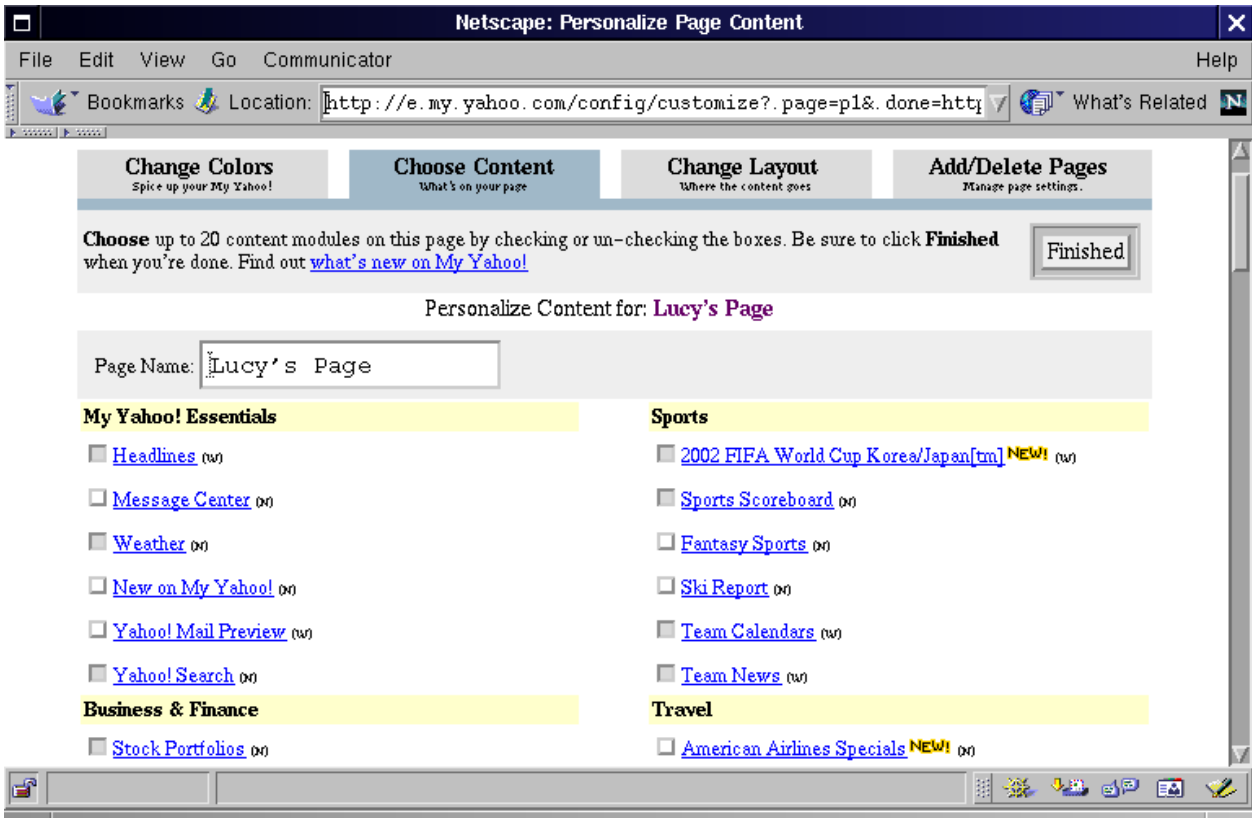 Netscape: Personalize Page Content
File Edit View Go Communicator Help
Bookmarks Location: http://e.my.yahoo.com/config/customize?.page=p1&.done=http What's Related N
Change Colors Choose Content Change Layout Add/Delete Pages
Spice up your My Yahoo! What's on your page Where the content goes Manage page settings.
Choose up to 20 content modules on this page by checking or un-checking the boxes. Be sure to click Finished
when you're done. Find out what's new on My Yahoo!
Finished
Personalize Content for: Lucy's Page
Page Name: Lucy's Page
My Yahoo! Essentials
Headlines (W)
Message Center (N)
Weather (N)
New on My Yahoo! (N)
Yahoo! Mail Preview (W)
Yahoo! Search (N)
Business & Finance
Stock Portfolios (N)
Sports
2002 FIFA World Cup Korea/Japan[tm] NEW! (W)
Sports Scoreboard (N)
Fantasy Sports (N)
Ski Report (N)
Team Calendars (W)
Team News (W)
Travel
American Airlines Specials NEW! (N)